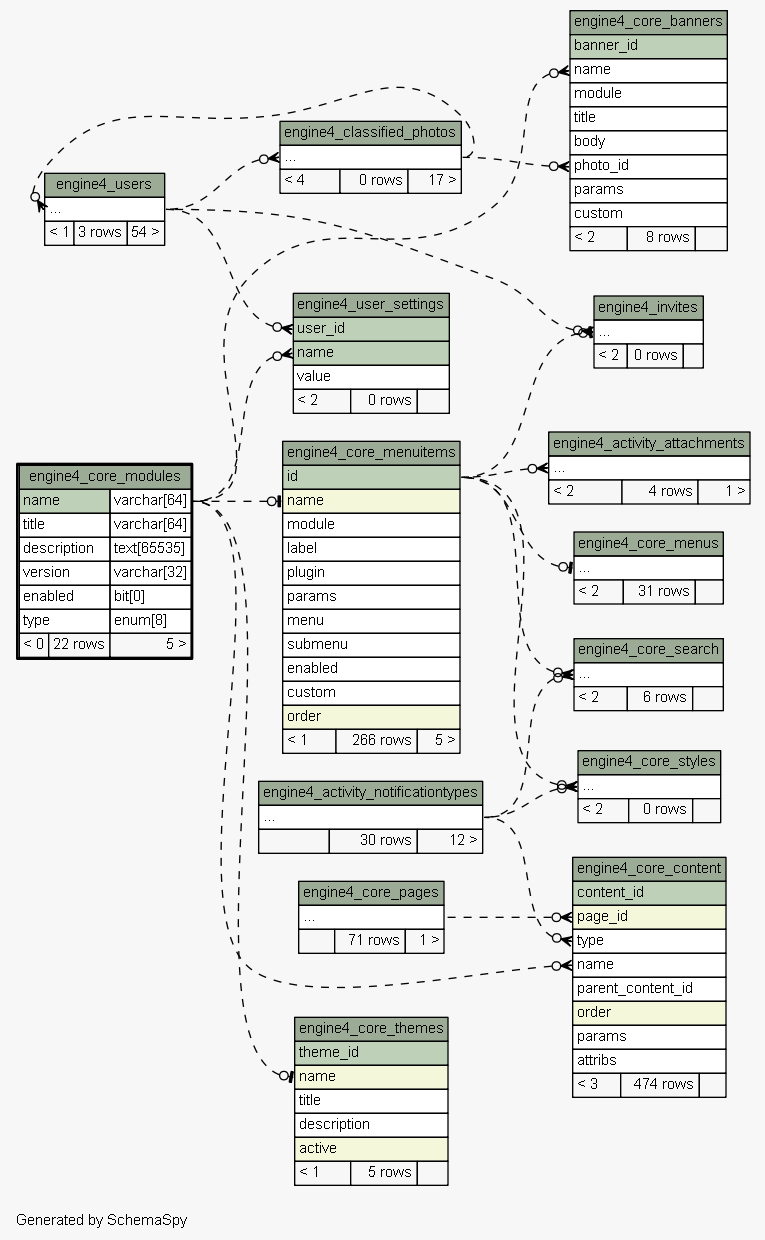 engine4_core_banners
banner_id
name
module
title
body
photo_id
params
custom
< 2 8 rows
engine4_classified_photos
...
< 4 0 rows 17 >
engine4_users
...
< 1 3 rows 54 >
engine4_user_settings
user_id
name
value
< 2 0 rows
engine4_invites
...
< 2 0 rows
engine4_core_modules
name varchar[64]
title varchar[64]
description text[65535]
version varchar[32]
enabled bit[0]
type enum[8]
< 0 22 rows 5 >
engine4_core_menuitems
id
name
module
label
plugin
params
menu
submenu
enabled
custom
order
< 1 266 rows 5 >
engine4_activity_attachments
...
< 2 4 rows 1 >
engine4_core_menus
...
< 2 31 rows
engine4_core_search
...
< 2 6 rows
engine4_core_styles
...
< 2 0 rows
engine4_activity_notificationtypes
...
30 rows 12 >
engine4_core_pages
...
71 rows 1 >
engine4_core_content
content_id
page_id
type
name
parent_content_id
order
params
attribs
< 3 474 rows
engine4_core_themes
theme_id
name
title
description
active
< 1 5 rows
Generated by SchemaSpy